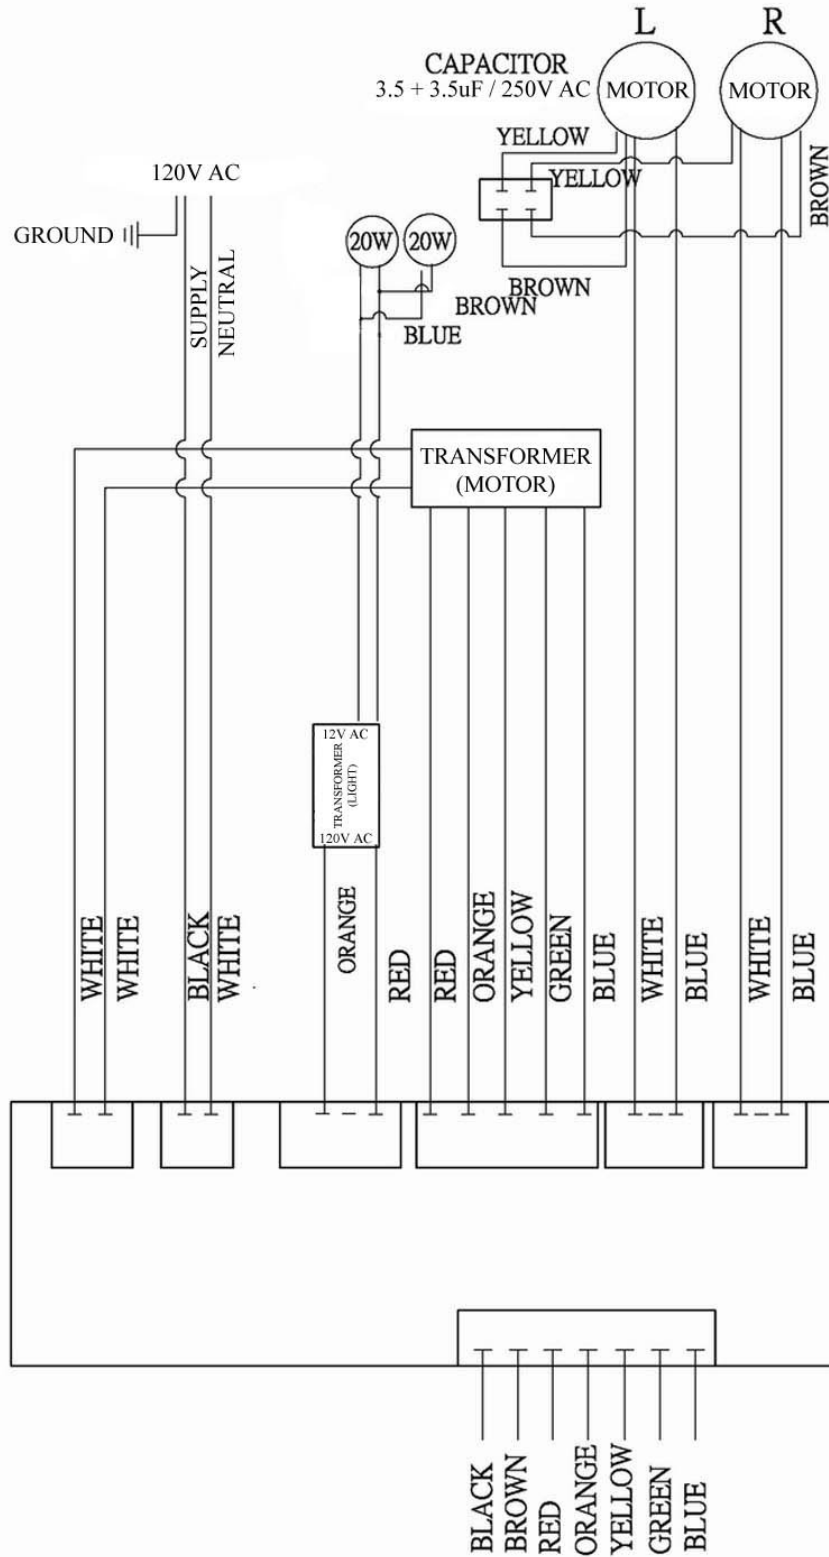 L
R
CAPACITOR
3.5 + 3.5uF / 250V AC
MOTOR
MOTOR
YELLOW
YELLOW
BROWN
120V AC
GROUND
20W
20W
BROWN
BROWN
BLUE
SUPPLY
NEUTRAL
TRANSFORMER
(MOTOR)
12V AC
TRANSFORMER
(LIGHT)
120V AC
WHITE
WHITE
BLACK
WHITE
ORANGE
RED
RED
ORANGE
YELLOW
GREEN
BLUE
WHITE
BLUE
WHITE
BLUE
BLACK
BROWN
RED
ORANGE
YELLOW
GREEN
BLUE